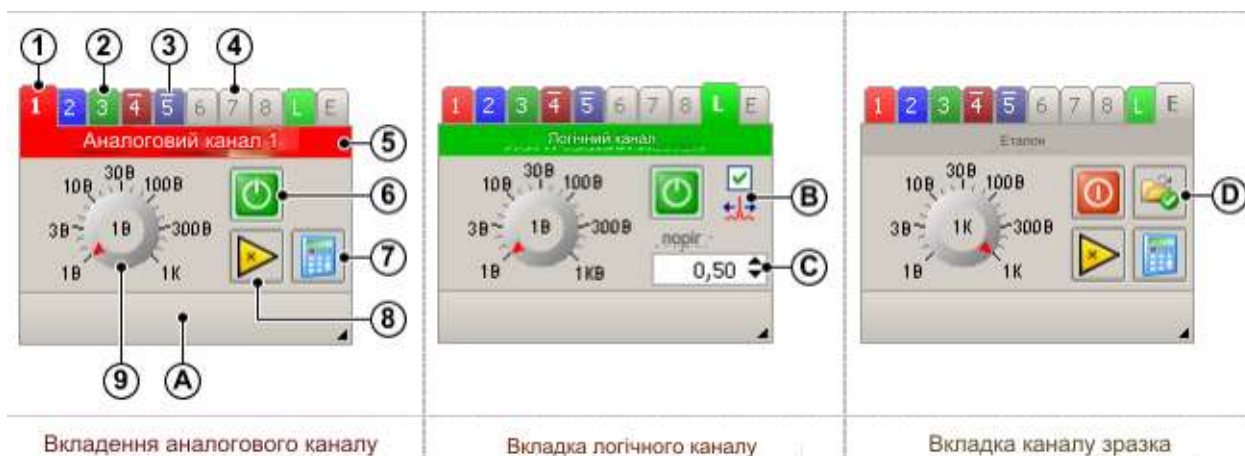 1 2 3 4
1 2 3 4 5 6 7 8 L E
Аналоговий канал 1
5
30В
10В 100В
6
3В 1В 300В
7
1В 1К
8
9 A
Вкладення аналогового каналу
1 2 3 4 5 6 7 8 L E
Логічний канал
30В
10В 100В
B
3В 1В 300В
поріг
0,50
C
1В 1КВ
Вкладка логічного каналу
1 2 3 4 5 6 7 8 L E
Еталон
30В
10В 100В
D
3В 1К 300В
1В 1К
Вкладка каналу зразка